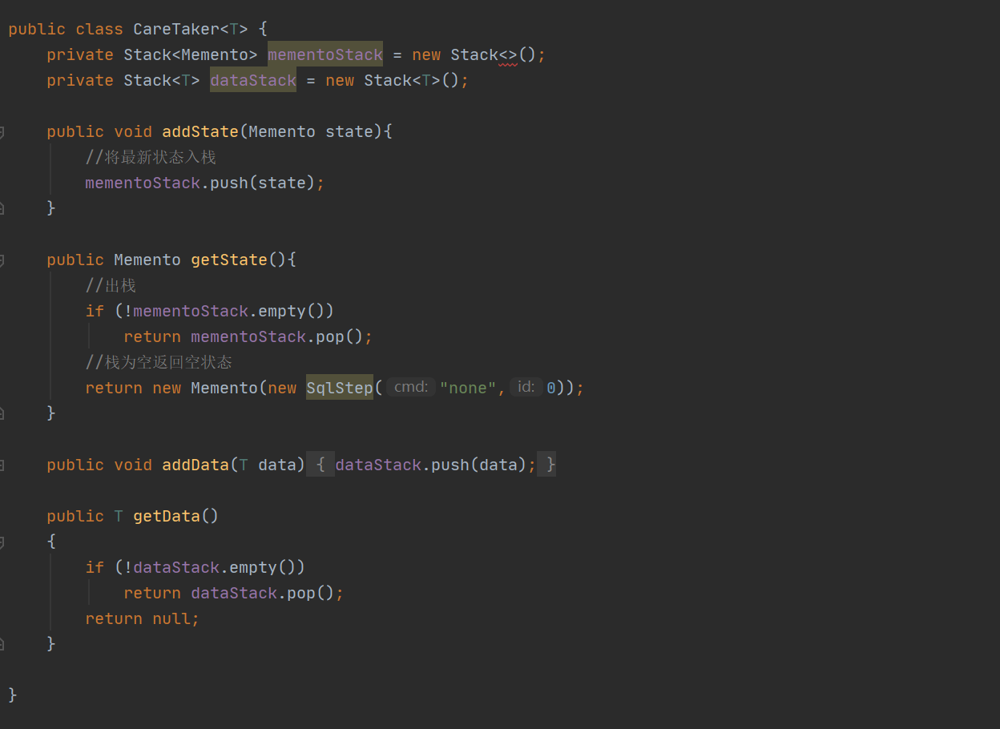 public class CareTaker<T> {
    private Stack<Memento> mementoStack = new Stack<>();
    private Stack<T> dataStack = new Stack<T>();

    public void addState(Memento state){
        //将最新状态入栈
        mementoStack.push(state);
    }

    public Memento getState(){
        //出栈
        if (!mementoStack.empty())
            return mementoStack.pop();
        //栈为空返回空状态
        return new Memento(new SqlStep( cmd: "none", id: 0));
    }

    public void addData(T data) { dataStack.push(data); }

    public T getData()
    {
        if (!dataStack.empty())
            return dataStack.pop();
        return null;
    }

}